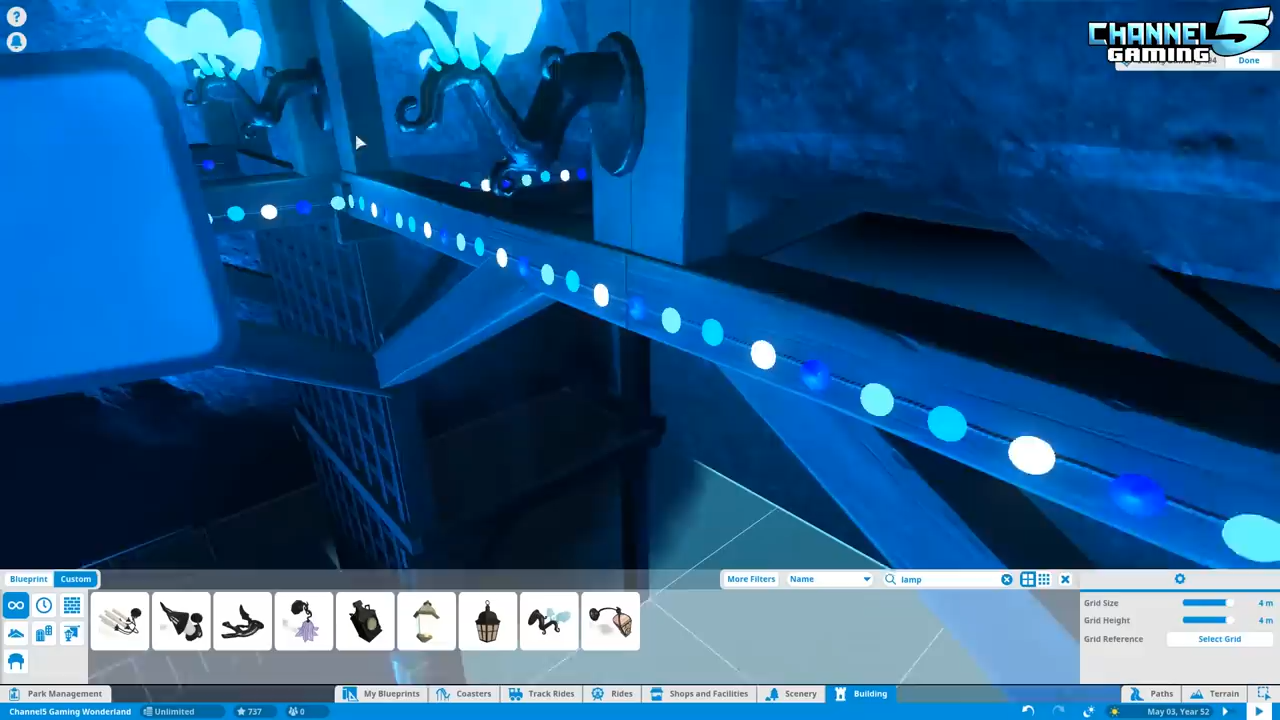 CHANNEL 5
GAMING
Done
Blueprint
Custom
More Filters
Name
lamp
Grid Size
4 m
Grid Height
4 m
Grid Reference
Select Grid
Park Management
My Blueprints
Coasters
Track Rides
Rides
Shops and Facilities
Scenery
Building
Paths
Terrain
Channel5 Gaming Wonderland
Unlimited
737
0
May 03, Year 52